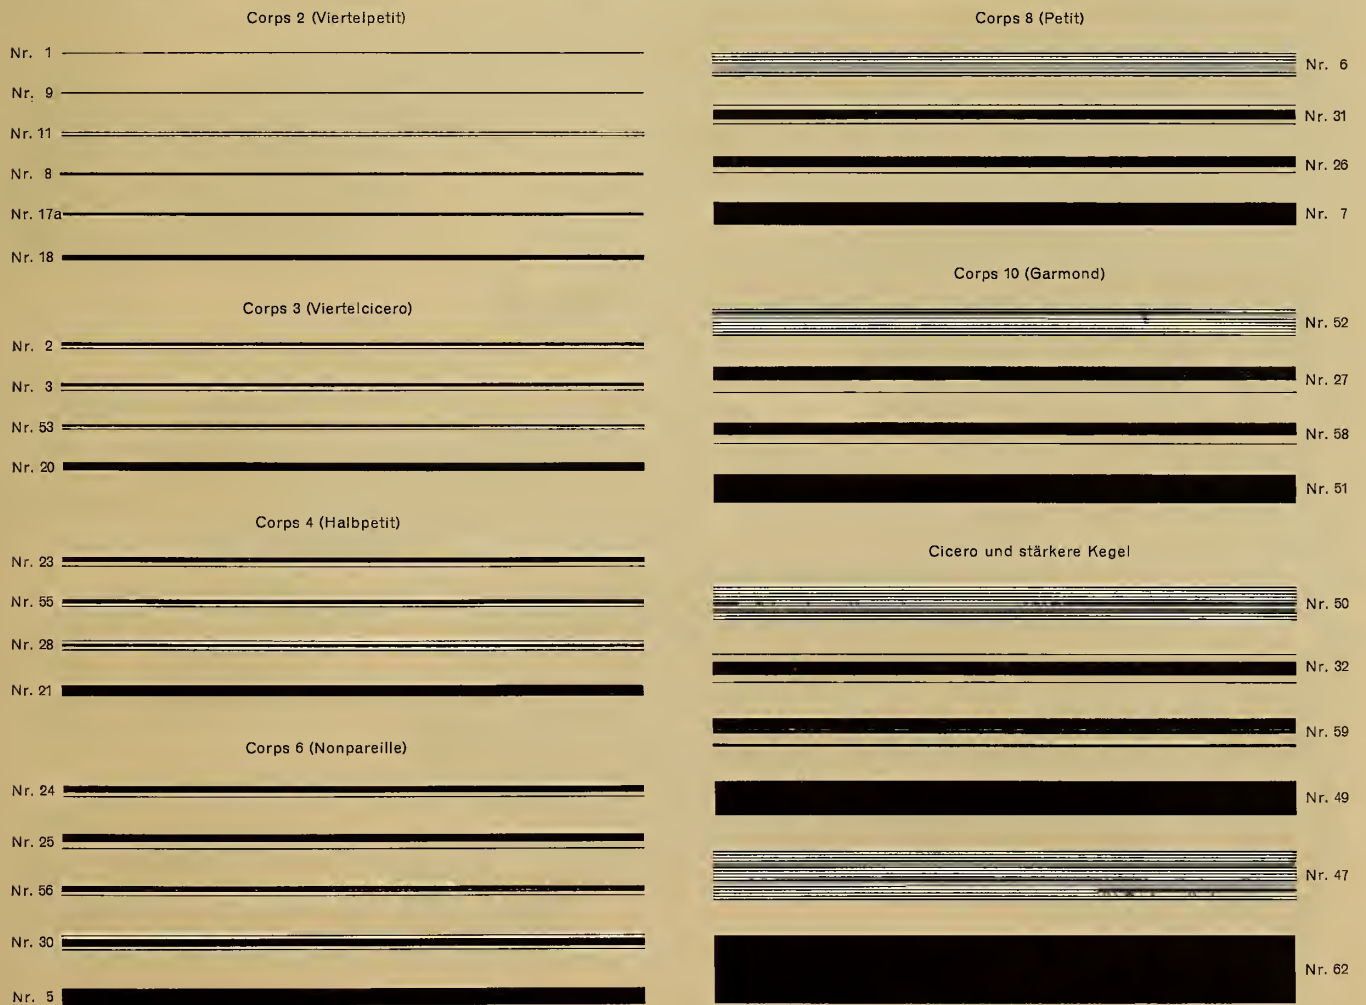 Corps 2 (Viertelpetit)
Nr. 1
Nr. 9
Nr. 11
Nr. 8
Nr. 17a
Nr. 18
Corps 3 (Viertelcicero)
Nr. 2
Nr. 3
Nr. 53
Nr. 20
Corps 4 (Halbpetit)
Nr. 23
Nr. 55
Nr. 28
Nr. 21
Corps 6 (Nonpareille)
Nr. 24
Nr. 25
Nr. 56
Nr. 30
Nr. 5
Corps 8 (Petit)
Nr. 6
Nr. 31
Nr. 26
Nr. 7
Corps 10 (Garmond)
Nr. 52
Nr. 27
Nr. 58
Nr. 51
Cicero und stärkere Kegel
Nr. 50
Nr. 32
Nr. 59
Nr. 49
Nr. 47
Nr. 62